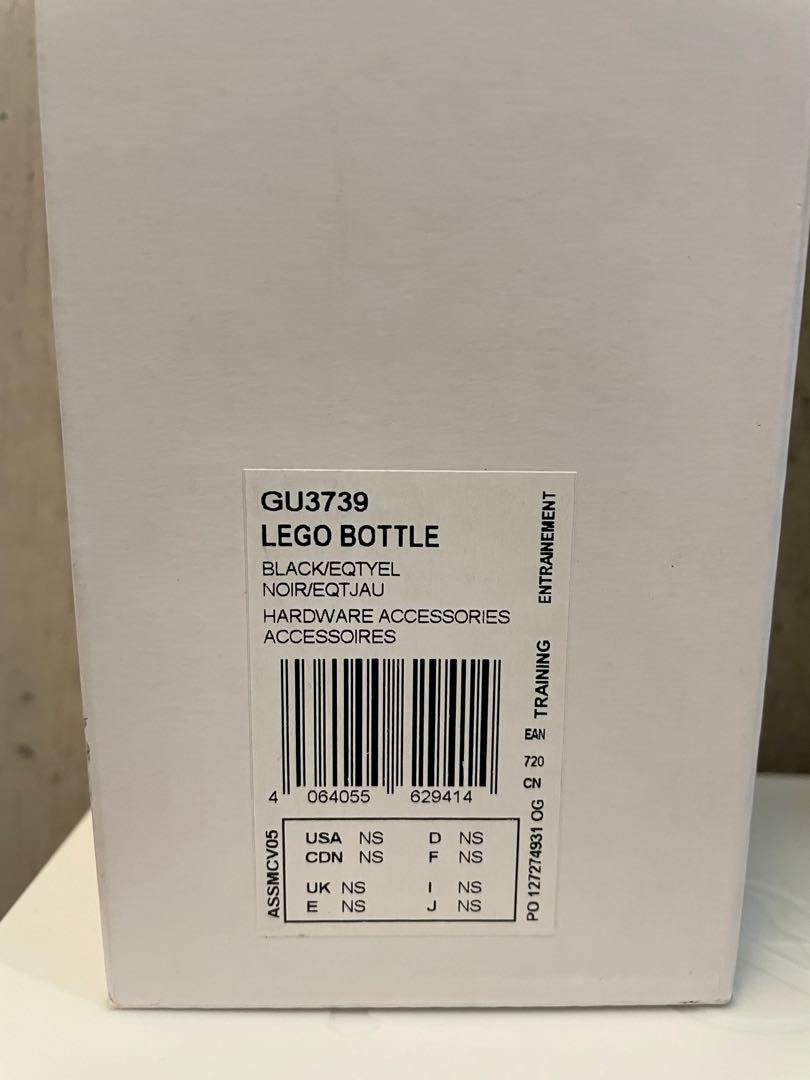 GU3739
LEGO BOTTLE
BLACK/EQTYEL
NOIR/EQTJAU
HARDWARE ACCESSORIES
ACCESSOIRES
TRAINING ENTRAINEMENT
EAN
720
CN
PO 127274931 OG
4 064055 629414
ASSMCV05
USA NS D NS
CDN NS F NS
UK NS I NS
E NS J NS